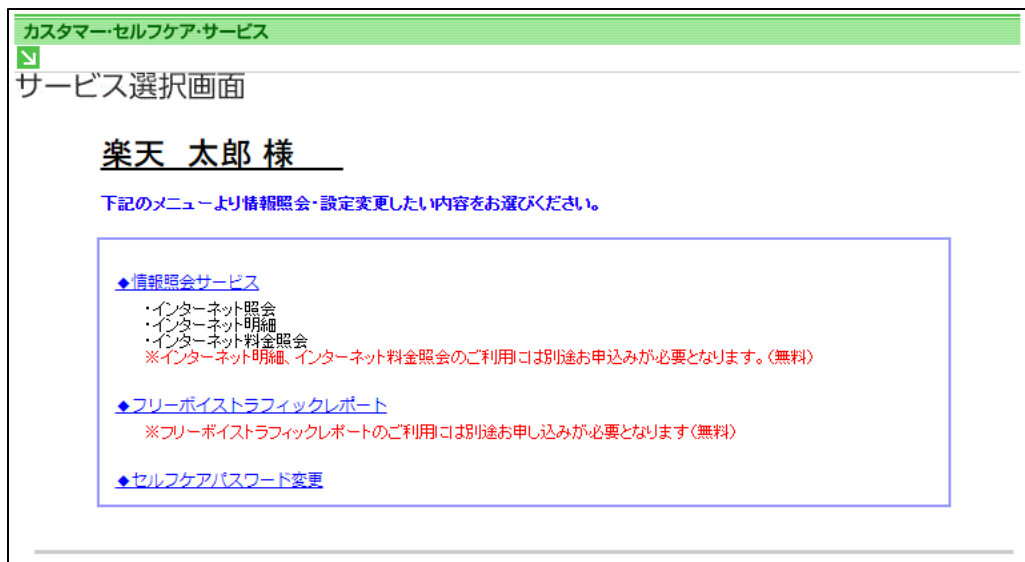 カスタマー・セルフケア・サービス
サービス選択画面
楽天 太郎 様
下記のメニューより情報照会・設定変更したい内容をお選びください。
◆情報照会サービス
・インターネット照会
・インターネット明細
・インターネット料金照会
※インターネット明細、インターネット料金照会のご利用には別途お申込みが必要となります。(無料)
◆フリーボイストラフィックレポート
※フリーボイストラフィックレポートのご利用には別途お申し込みが必要となります(無料)
◆セルフケアパスワード変更